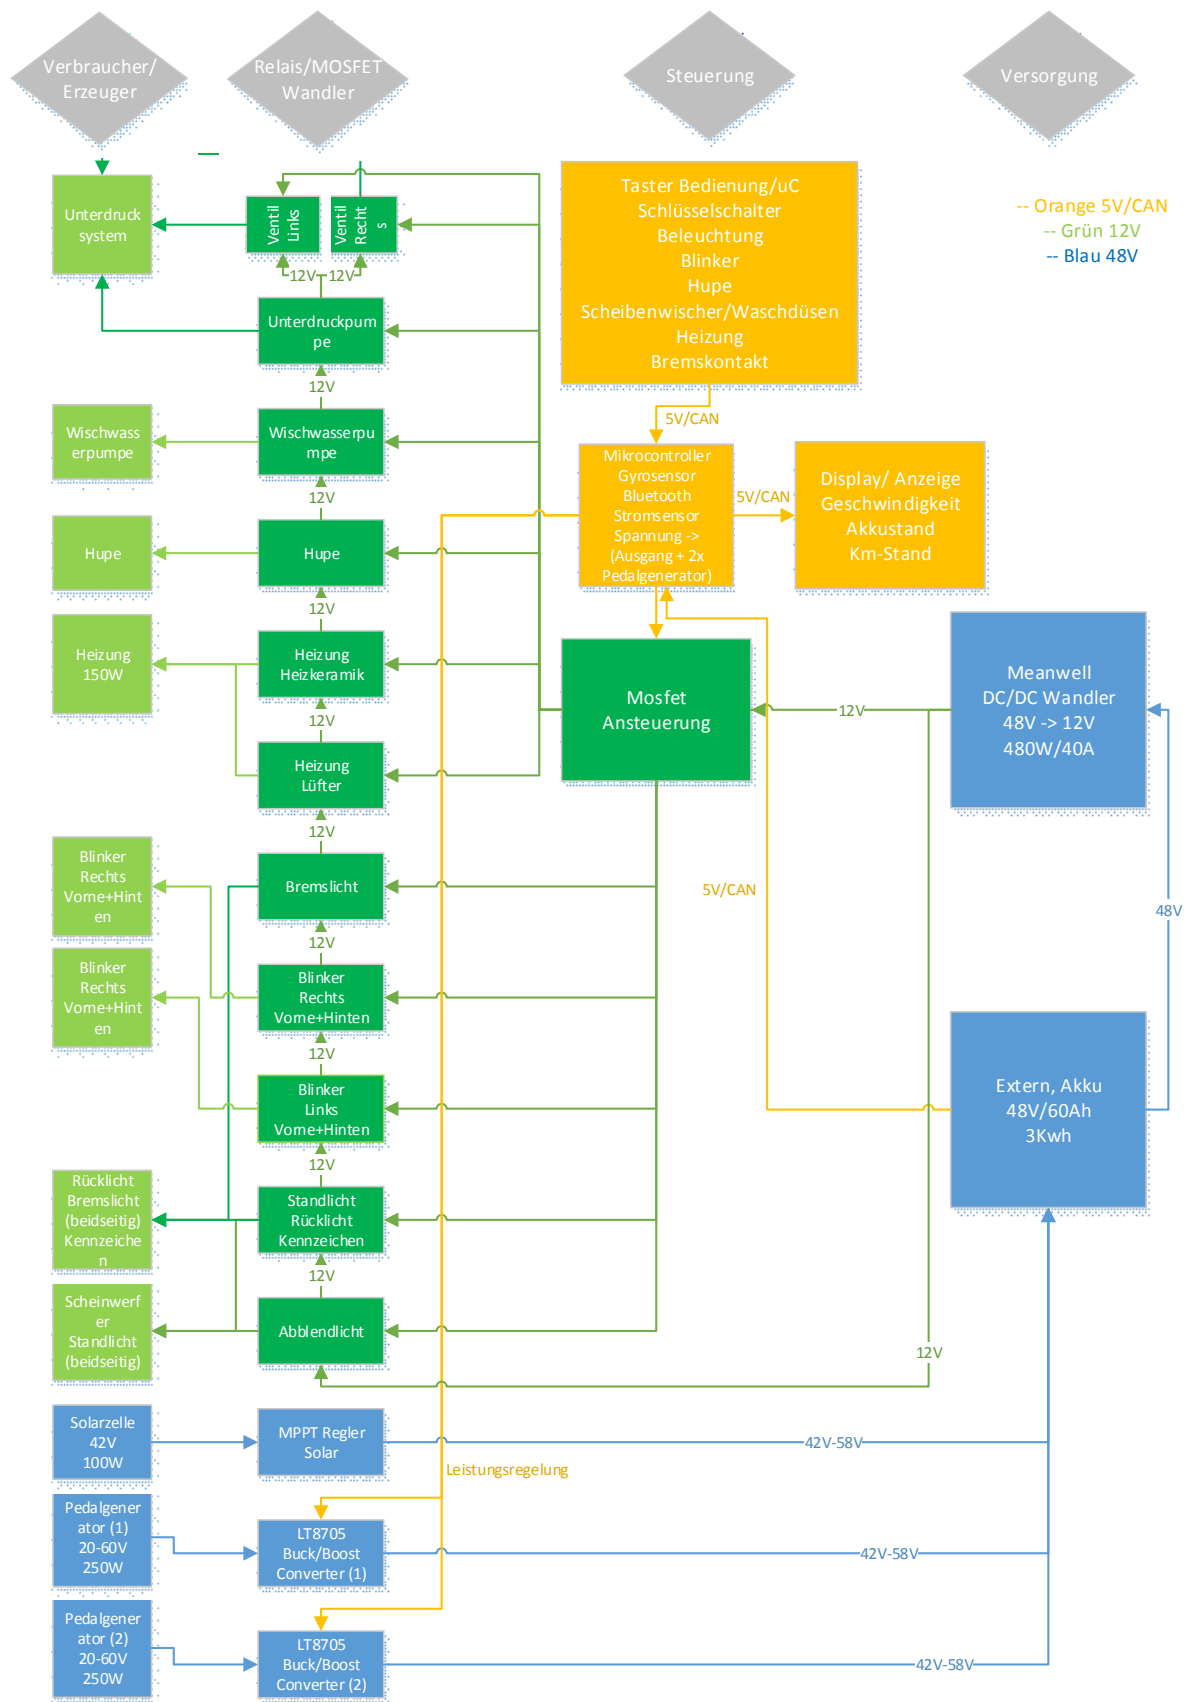 Verbraucher/
Erzeuger
Relais/MOSFET
Wandler
Steuerung
Versorgung
Unterdruck
system
Ventil
Links
Ventil
Recht
s
12V
12V
Taster Bedienung/uC
Schlüsselschalter
Beleuchtung
Blinker
Hupe
Scheibenwischer/Waschdüsen
Heizung
Bremskontakt
-- Orange 5V/CAN
-- Grün 12V
-- Blau 48V
Unterdruckpum
pe
12V
5V/CAN
Wischwass
erpumpe
Wischwasserpu
mpe
12V
Mikrocontroller
Gyrosensor
Bluetooth
Stromsensor
Spannung ->
(Ausgang + 2x
Pedalgenerator)
5V/CAN
Display/ Anzeige
Geschwindigkeit
Akkustand
Km-Stand
Hupe
Hupe
12V
Heizung
150W
Heizung
Heizkeramik
12V
Mosfet
Ansteuerung
12V
Meanwell
DC/DC Wandler
48V -> 12V
480W/40A
Heizung
Lüfter
12V
Blinker
Rechts
Vorne+Hint
en
Bremslicht
12V
5V/CAN
48V
Blinker
Rechts
Vorne+Hint
en
Blinker
Rechts
Vorne+Hinten
12V
Blinker
Links
Vorne+Hinten
12V
Extern, Akku
48V/60Ah
3Kwh
Rücklicht
Bremslicht
(beidseitig)
Kennzeiche
n
Standlicht
Rücklicht
Kennzeichen
12V
Scheinwerf
er
Standlicht
(beidseitig)
Abblendlicht
12V
Solarzelle
42V
100W
MPPT Regler
Solar
42V-58V
Leistungsregelung
Pedalgener
ator (1)
20-60V
250W
LT8705
Buck/Boost
Converter (1)
42V-58V
Pedalgener
ator (2)
20-60V
250W
LT8705
Buck/Boost
Converter (2)
42V-58V